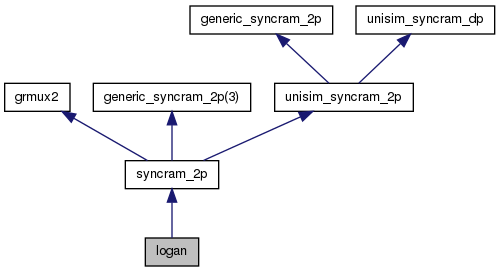 generic_syncram_2p
unisim_syncram_dp
grmux2
generic_syncram_2p(3)
unisim_syncram_2p
syncram_2p
logan